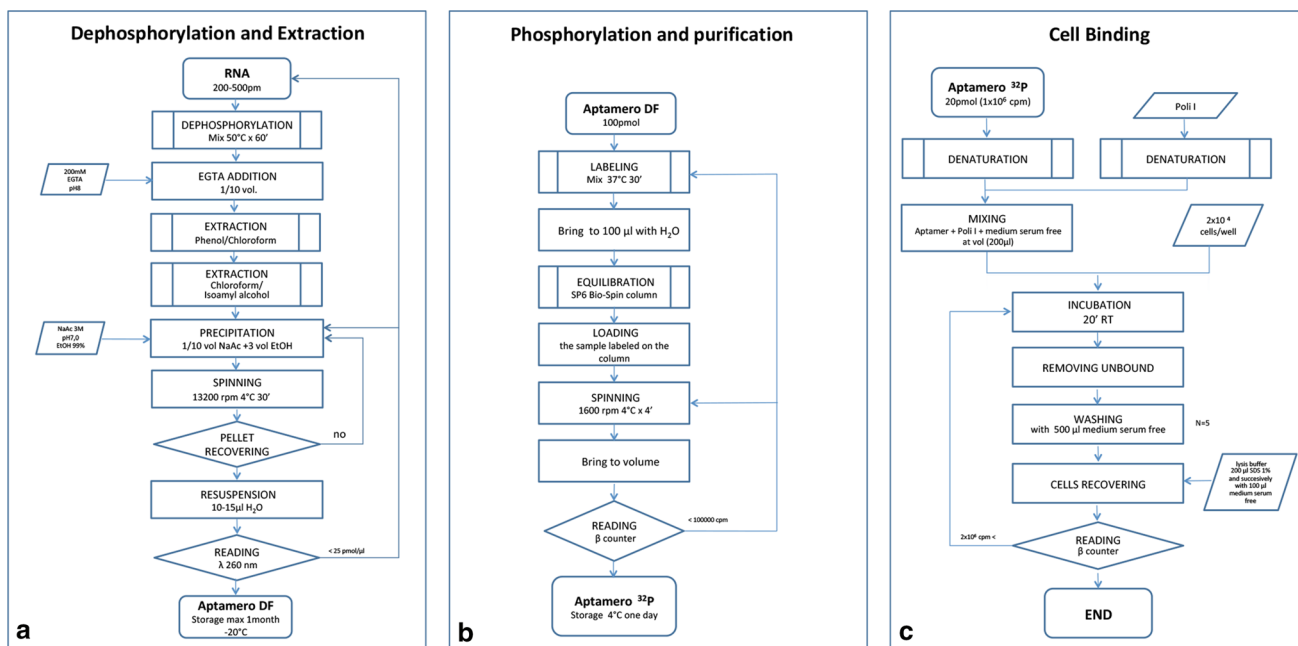 Dephosphorylation and Extraction
RNA
200-500pm
DEPHOSPHORYLATION
Mix 50°C x 60’
200mM
EGTA
pH8
EGTA ADDITION
1/10 vol.
EXTRACTION
Phenol/Chloroform
EXTRACTION
Chloroform/
Isoamyl alcohol
NaAc 3M
pH7,0
EtOH 99%
PRECIPITATION
1/10 vol NaAc +3 vol EtOH
SPINNING
13200 rpm 4°C 30’
PELLET
RECOVERING
no
RESUSPENSION
10-15µl H₂O
READING
λ 260 nm
< 25 pmol/µl
Aptamero DF
Storage max 1month
-20°C
a
Phosphorylation and purification
Aptamero DF
100pmol
LABELING
Mix 37°C 30’
Bring to 100 µl with H₂O
EQUILIBRATION
SP6 Bio-Spin column
LOADING
the sample labeled on the
column
SPINNING
1600 rpm 4°C x 4’
Bring to volume
READING
β counter
< 100000 cpm
Aptamero ³²P
Storage 4°C one day
b
Cell Binding
Aptamero ³²P
20pmol (1x10⁶ cpm)
Poli I
DENATURATION
DENATURATION
MIXING
Aptamer + Poli I + medium serum free
at vol (200µl)
2x10 ⁴
cells/well
INCUBATION
20’ RT
REMOVING UNBOUND
WASHING
with 500 µl medium serum free
N=5
CELLS RECOVERING
lysis buffer
200 µl SDS 1%
and succesively
with 100 µl
medium serum
free
2x10⁶ cpm <
READING
β counter
END
c